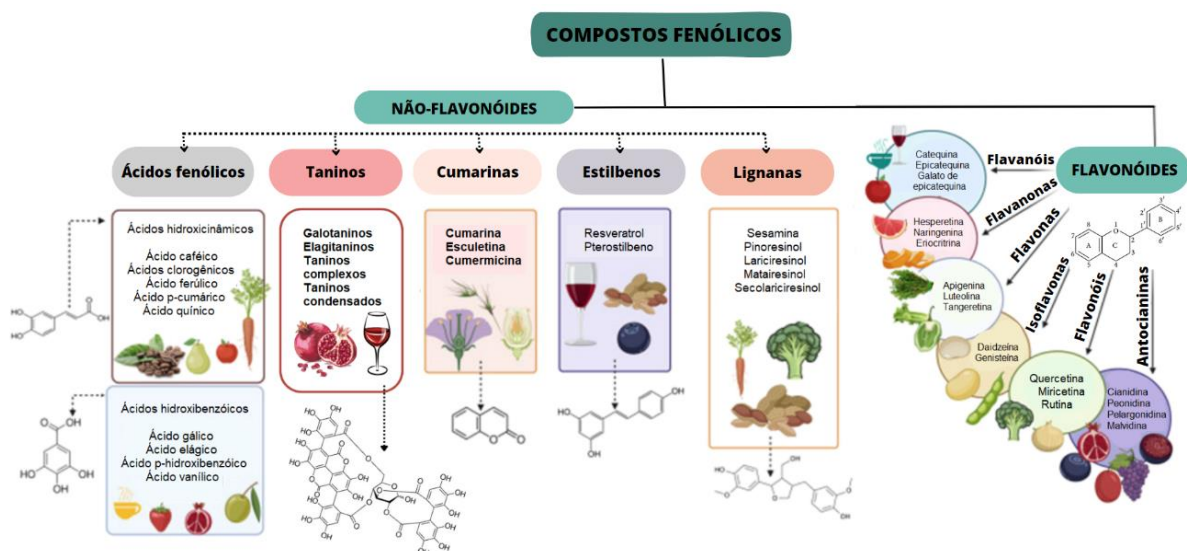 COMPOSTOS FENÓLICOS
NÃO-FLAVONÓIDES
Ácidos fenólicos
Taninos
Cumarinas
Estilbenos
Lignanas
Ácidos hidroxicinâmicos
Ácido caféico
Ácidos clorogênicos
Ácido ferúlico
Ácido p-cumárico
Ácido quínico
Ácidos hidroxibenzóicos
Ácido gálico
Ácido elágico
Ácido p-hidroxibenzóico
Ácido vanílico
Galotaninos
Elagitaninos
Taninos
complexos
Taninos
condensados
Cumarina
Esculetina
Cumermicina
Resveratrol
Pterostilbeno
Sesamina
Pinoresinol
Lariciresinol
Matairesinol
Secolariciresinol
FLAVONÓIDES
Flavanóis
Catequina
Epicatequina
Galato de
epicatequina
Flavanonas
Hesperetina
Naringenina
Eriocitrina
Flavonas
Apigenina
Luteolina
Tangeretina
Isoflavonas
Daidzeína
Genisteína
Flavonóis
Quercetina
Miricetina
Rutina
Antocianinas
Cianidina
Peonidina
Pelargonidina
Malvidina